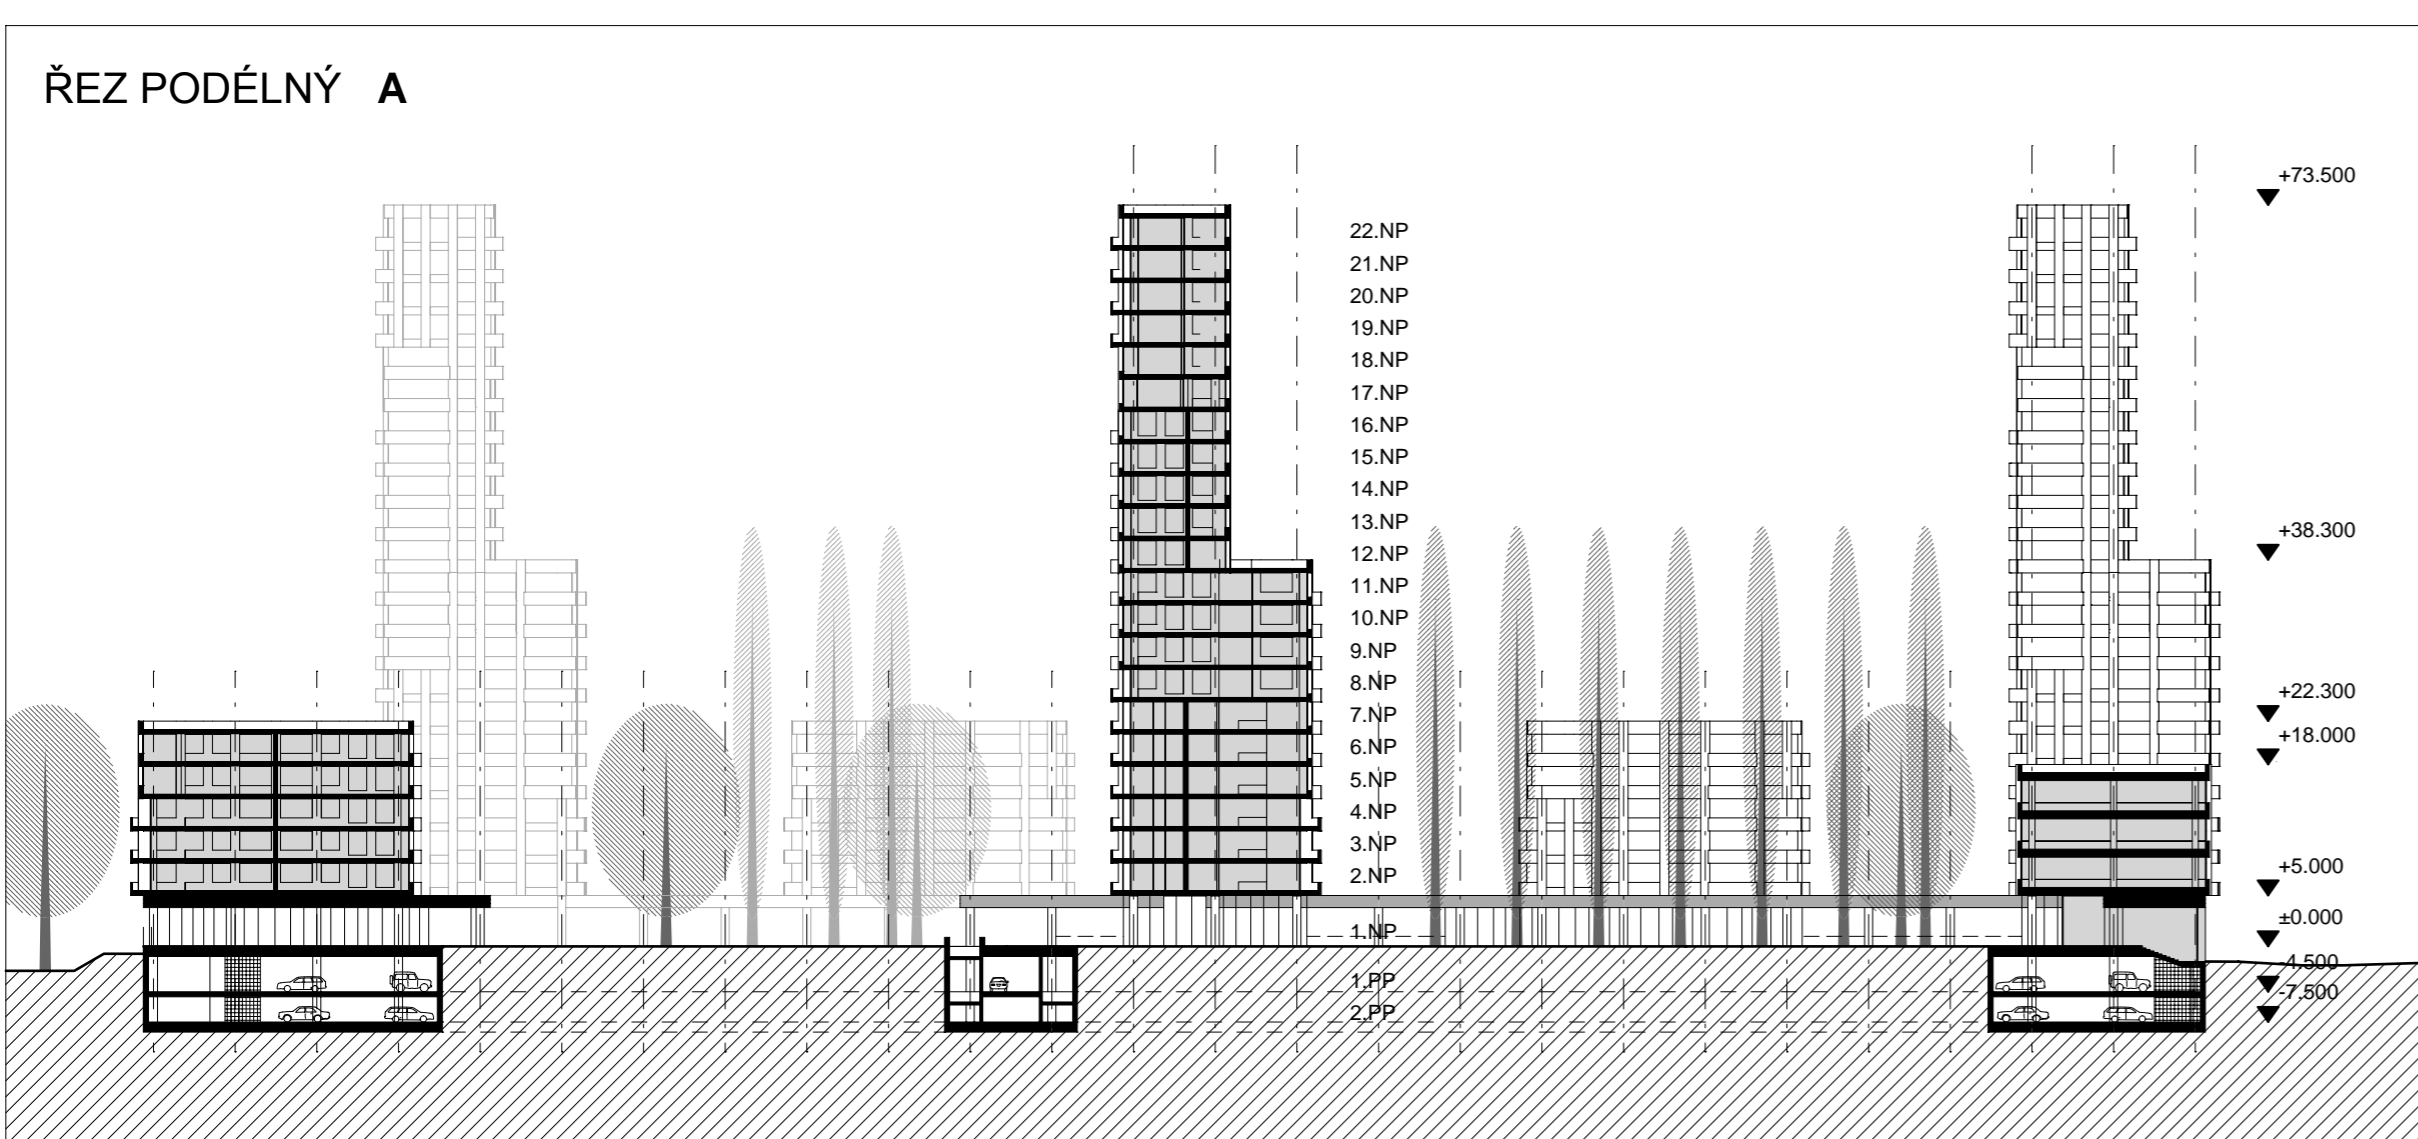 ŘEZ PODÉLNÝ A
+73.500
22.NP
21.NP
20.NP
19.NP
18.NP
17.NP
16.NP
15.NP
14.NP
13.NP
+38.300
12.NP
11.NP
10.NP
9.NP
8.NP
+22.300
7.NP
+18.000
6.NP
5.NP
4.NP
3.NP
+5.000
2.NP
±0.000
1.NP
-4.500
1.PP
-7.500
2.PP